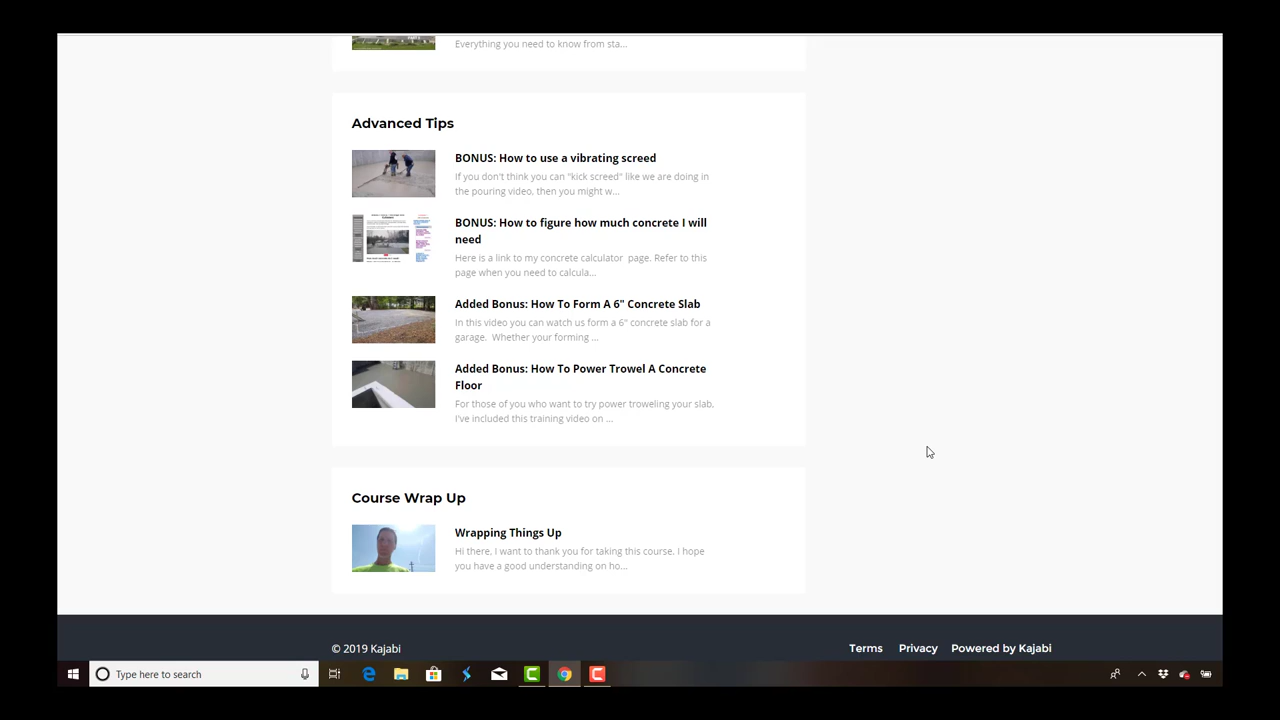 Everything you need to know from sta...
Advanced Tips
BONUS: How to use a vibrating screed
If you don't think you can "kick screed" like we are doing in
the pouring video, then you might w...
BONUS: How to figure how much concrete I will
need
Here is a link to my concrete calculator page. Refer to this
page when you need to calcula...
Added Bonus: How To Form A 6" Concrete Slab
In this video you can watch us form a 6" concrete slab for a
garage. Whether your forming ...
Added Bonus: How To Power Trowel A Concrete
Floor
For those of you who want to try power troweling your slab,
I've included this training video on ...
Course Wrap Up
Wrapping Things Up
Hi there, I want to thank you for taking this course. I hope
you have a good understanding on ho...
© 2019 Kajabi
Terms
Privacy
Powered by Kajabi
Type here to search